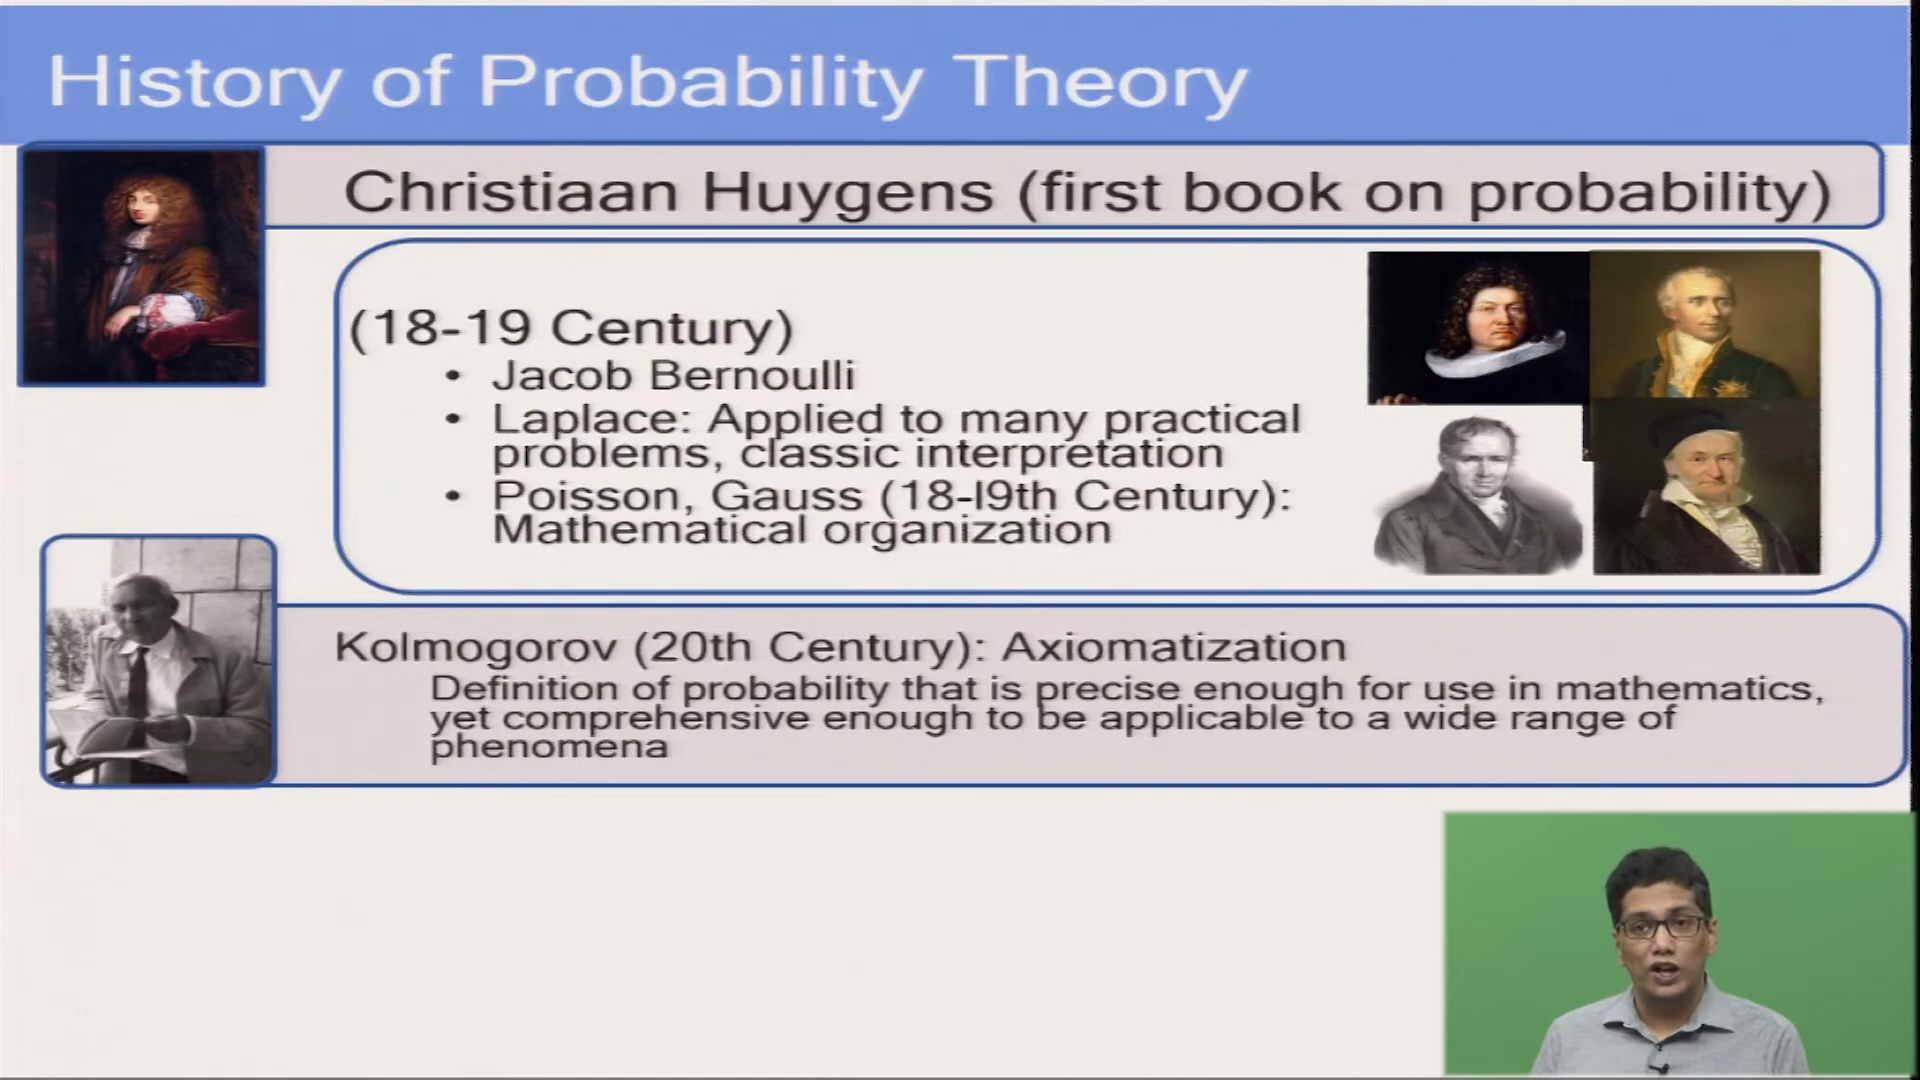 History of Probability Theory
Christiaan Huygens (first book on probability)
(18-19 Century)
• Jacob Bernoulli
• Laplace: Applied to many practical
problems, classic interpretation
• Poisson, Gauss (18-l9th Century):
Mathematical organization
Kolmogorov (20th Century): Axiomatization
Definition of probability that is precise enough for use in mathematics,
yet comprehensive enough to be applicable to a wide range of
phenomena